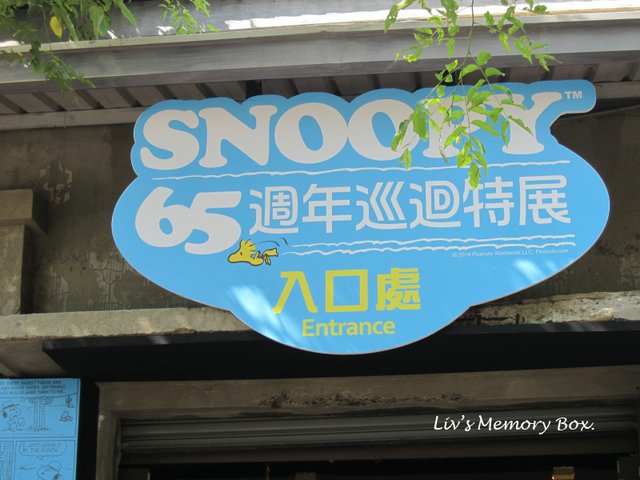 SNOOPY™
65週年巡迴特展
© 2014 Peanuts Worldwide LLC, Peanuts.com
入口處
Entrance
Liv's Memory Box.